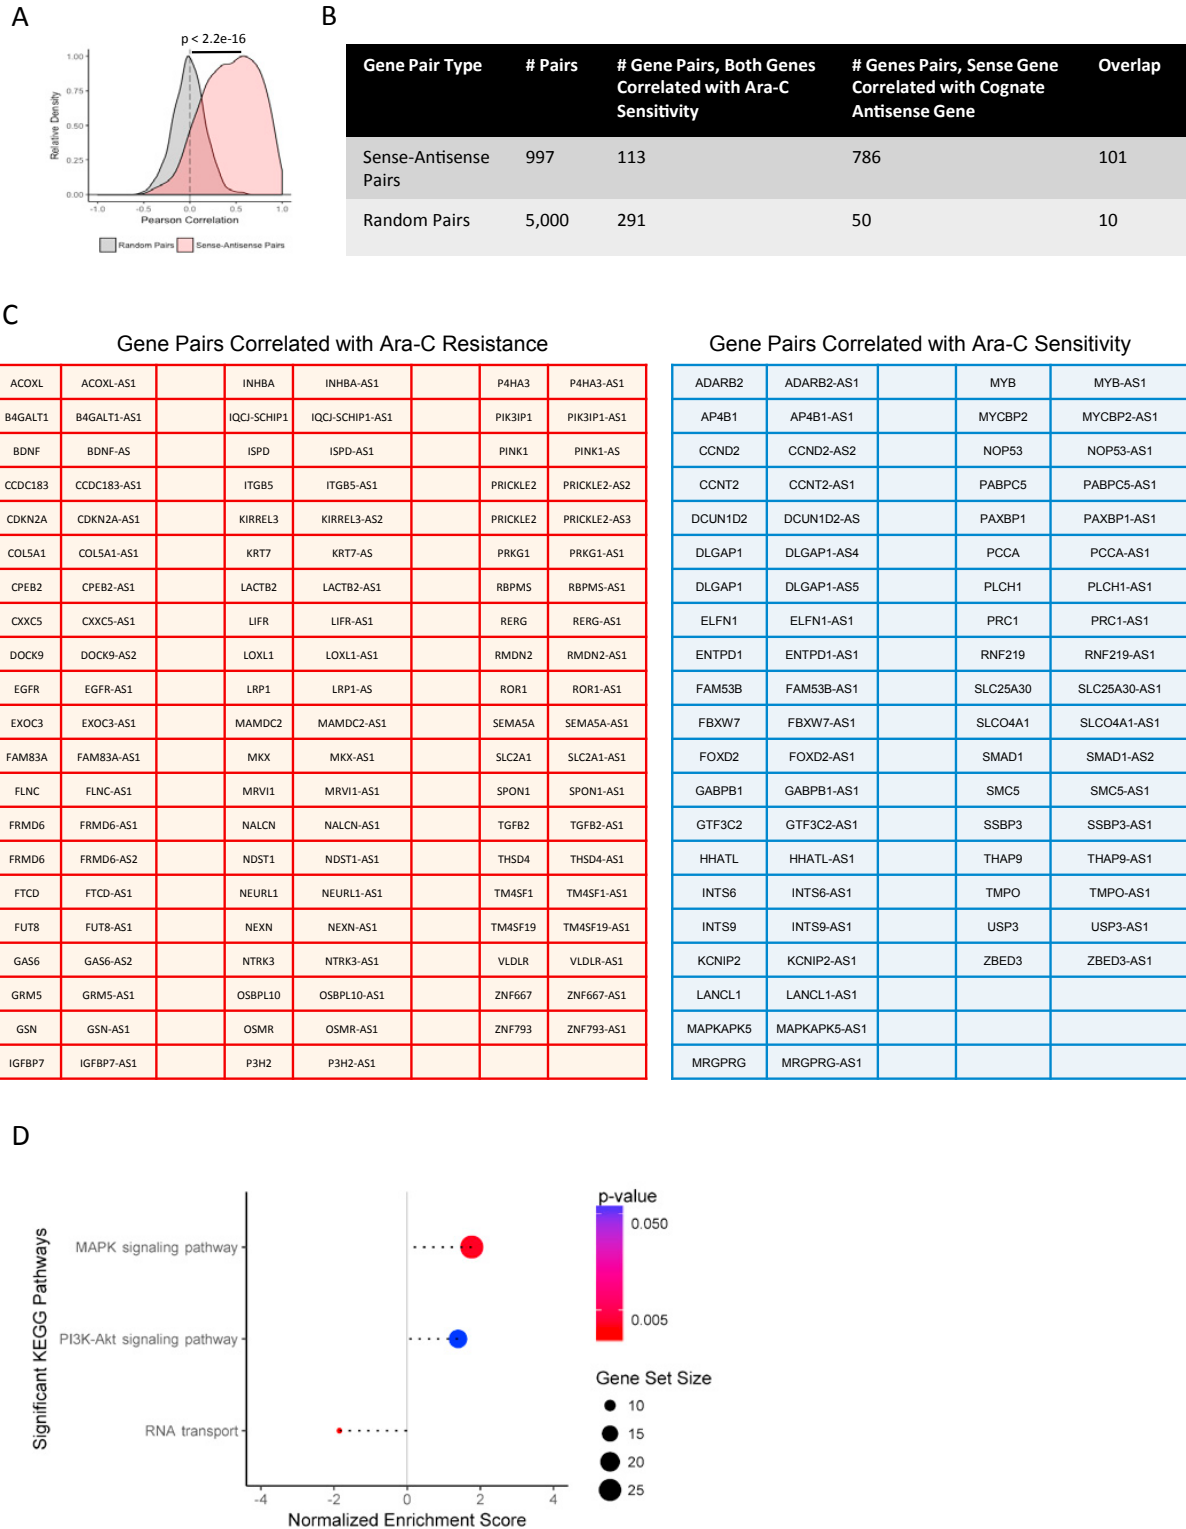 A
p < 2.2e-16
1.00
0.75
0.50
0.25
0.00
Relative Density
-1.0 -0.5 0.0 0.5 1.0
Pearson Correlation
Random Pairs Sense-Antisense Pairs
B
Gene Pair Type # Pairs # Gene Pairs, Both Genes Correlated with Ara-C Sensitivity # Genes Pairs, Sense Gene Correlated with Cognate Antisense Gene Overlap
Sense-Antisense Pairs 997 113 786 101
Random Pairs 5,000 291 50 10
C
Gene Pairs Correlated with Ara-C Resistance
ACOXL ACOXL-AS1 INHBA INHBA-AS1 P4HA3 P4HA3-AS1
B4GALT1 B4GALT1-AS1 IQCJ-SCHIP1 IQCJ-SCHIP1-AS1 PIK3IP1 PIK3IP1-AS1
BDNF BDNF-AS ISPD ISPD-AS1 PINK1 PINK1-AS
CCDC183 CCDC183-AS1 ITGB5 ITGB5-AS1 PRICKLE2 PRICKLE2-AS2
CDKN2A CDKN2A-AS1 KIRREL3 KIRREL3-AS2 PRICKLE2 PRICKLE2-AS3
COL5A1 COL5A1-AS1 KRT7 KRT7-AS PRKG1 PRKG1-AS1
CPEB2 CPEB2-AS1 LACTB2 LACTB2-AS1 RBPMS RBPMS-AS1
CXXC5 CXXC5-AS1 LIFR LIFR-AS1 RERG RERG-AS1
DOCK9 DOCK9-AS2 LOXL1 LOXL1-AS1 RMDN2 RMDN2-AS1
EGFR EGFR-AS1 LRP1 LRP1-AS ROR1 ROR1-AS1
EXOC3 EXOC3-AS1 MAMDC2 MAMDC2-AS1 SEMA5A SEMA5A-AS1
FAM83A FAM83A-AS1 MKX MKX-AS1 SLC2A1 SLC2A1-AS1
FLNC FLNC-AS1 MRVI1 MRVI1-AS1 SPON1 SPON1-AS1
FRMD6 FRMD6-AS1 NALCN NALCN-AS1 TGFB2 TGFB2-AS1
FRMD6 FRMD6-AS2 NDST1 NDST1-AS1 THSD4 THSD4-AS1
FTCD FTCD-AS1 NEURL1 NEURL1-AS1 TM4SF1 TM4SF1-AS1
FUT8 FUT8-AS1 NEXN NEXN-AS1 TM4SF19 TM4SF19-AS1
GAS6 GAS6-AS2 NTRK3 NTRK3-AS1 VLDLR VLDLR-AS1
GRM5 GRM5-AS1 OSBPL10 OSBPL10-AS1 ZNF667 ZNF667-AS1
GSN GSN-AS1 OSMR OSMR-AS1 ZNF793 ZNF793-AS1
IGFBP7 IGFBP7-AS1 P3H2 P3H2-AS1
Gene Pairs Correlated with Ara-C Sensitivity
ADARB2 ADARB2-AS1 MYB MYB-AS1
AP4B1 AP4B1-AS1 MYCBP2 MYCBP2-AS1
CCND2 CCND2-AS2 NOP53 NOP53-AS1
CCNT2 CCNT2-AS1 PABPC5 PABPC5-AS1
DCUN1D2 DCUN1D2-AS PAXBP1 PAXBP1-AS1
DLGAP1 DLGAP1-AS4 PCCA PCCA-AS1
DLGAP1 DLGAP1-AS5 PLCH1 PLCH1-AS1
ELFN1 ELFN1-AS1 PRC1 PRC1-AS1
ENTPD1 ENTPD1-AS1 RNF219 RNF219-AS1
FAM53B FAM53B-AS1 SLC25A30 SLC25A30-AS1
FBXW7 FBXW7-AS1 SLCO4A1 SLCO4A1-AS1
FOXD2 FOXD2-AS1 SMAD1 SMAD1-AS2
GABPB1 GABPB1-AS1 SMC5 SMC5-AS1
GTF3C2 GTF3C2-AS1 SSBP3 SSBP3-AS1
HHATL HHATL-AS1 THAP9 THAP9-AS1
INTS6 INTS6-AS1 TMPO TMPO-AS1
INTS9 INTS9-AS1 USP3 USP3-AS1
KCNIP2 KCNIP2-AS1 ZBED3 ZBED3-AS1
LANCL1 LANCL1-AS1
MAPKAPK5 MAPKAPK5-AS1
MRGPRG MRGPRG-AS1
D
Significant KEGG Pathways
MAPK signaling pathway
PI3K-Akt signaling pathway
RNA transport
-4 -2 0 2 4
Normalized Enrichment Score
p-value
0.050
0.005
Gene Set Size
10
15
20
25